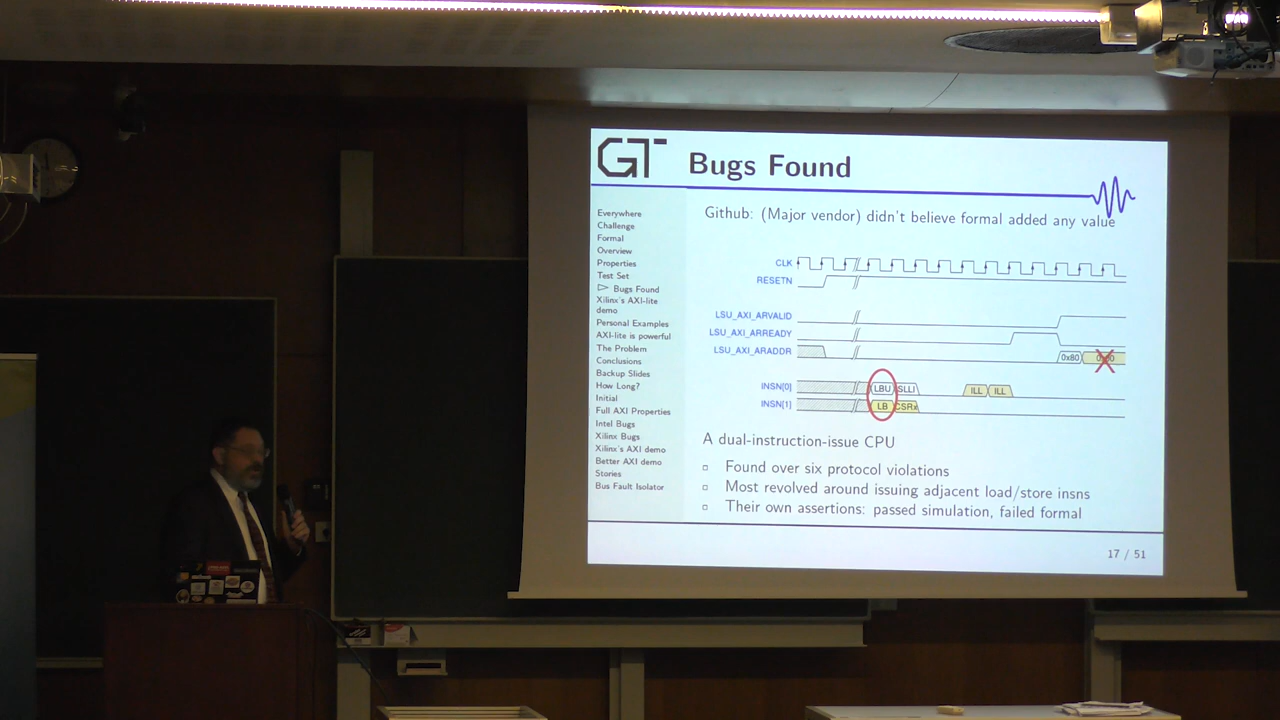 GT
Bugs Found
Everywhere
Challenge
Formal
Overview
Properties
Test Set
▷ Bugs Found
Xilinx's AXI-lite
demo
Personal Examples
AXI-lite is powerful
The Problem
Conclusions
Backup Slides
How Long?
Initial
Full AXI Properties
Intel Bugs
Xilinx Bugs
Xilinx's AXI demo
Better AXI demo
Stories
Bus Fault Isolator
Github: (Major vendor) didn't believe formal added any value
CLK
RESETN
LSU_AXI_ARVALID
LSU_AXI_ARREADY
LSU_AXI_ARADDR 0x80
INSN[0] LBU SLLI ILL ILL
INSN[1] LB CSRx
A dual-instruction-issue CPU
▫ Found over six protocol violations
▫ Most revolved around issuing adjacent load/store insns
▫ Their own assertions: passed simulation, failed formal
17 / 51